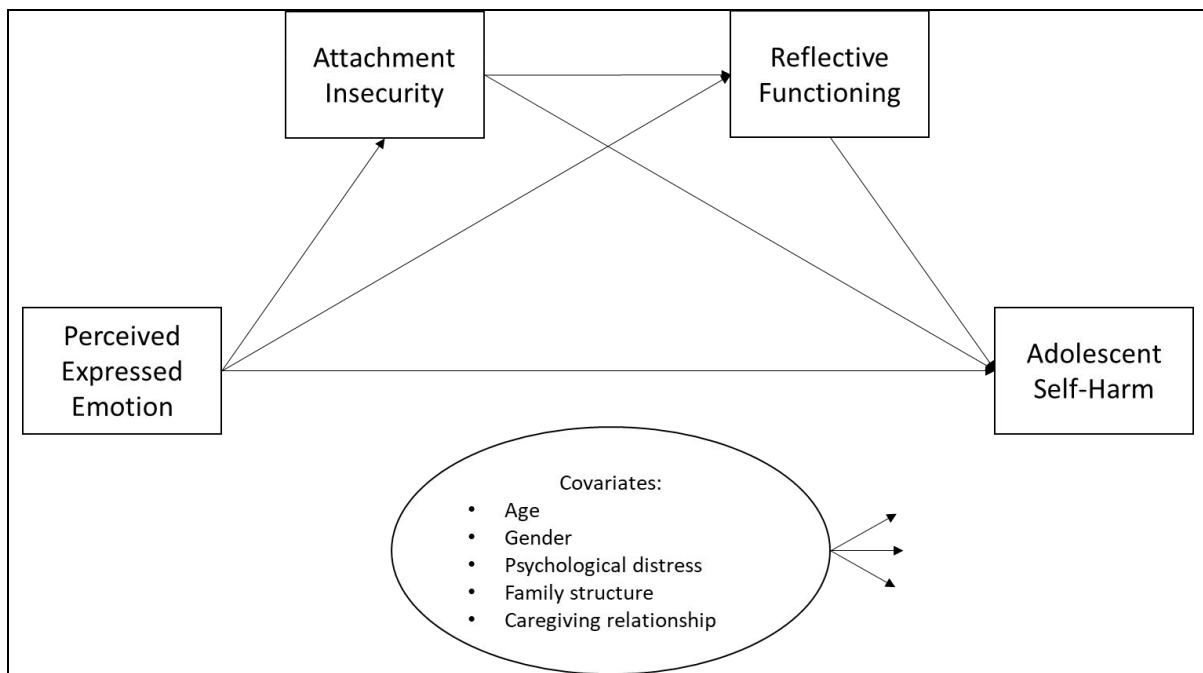 Attachment
Insecurity
Reflective
Functioning
Perceived
Expressed
Emotion
Adolescent
Self-Harm
Covariates:
• Age
• Gender
• Psychological distress
• Family structure
• Caregiving relationship